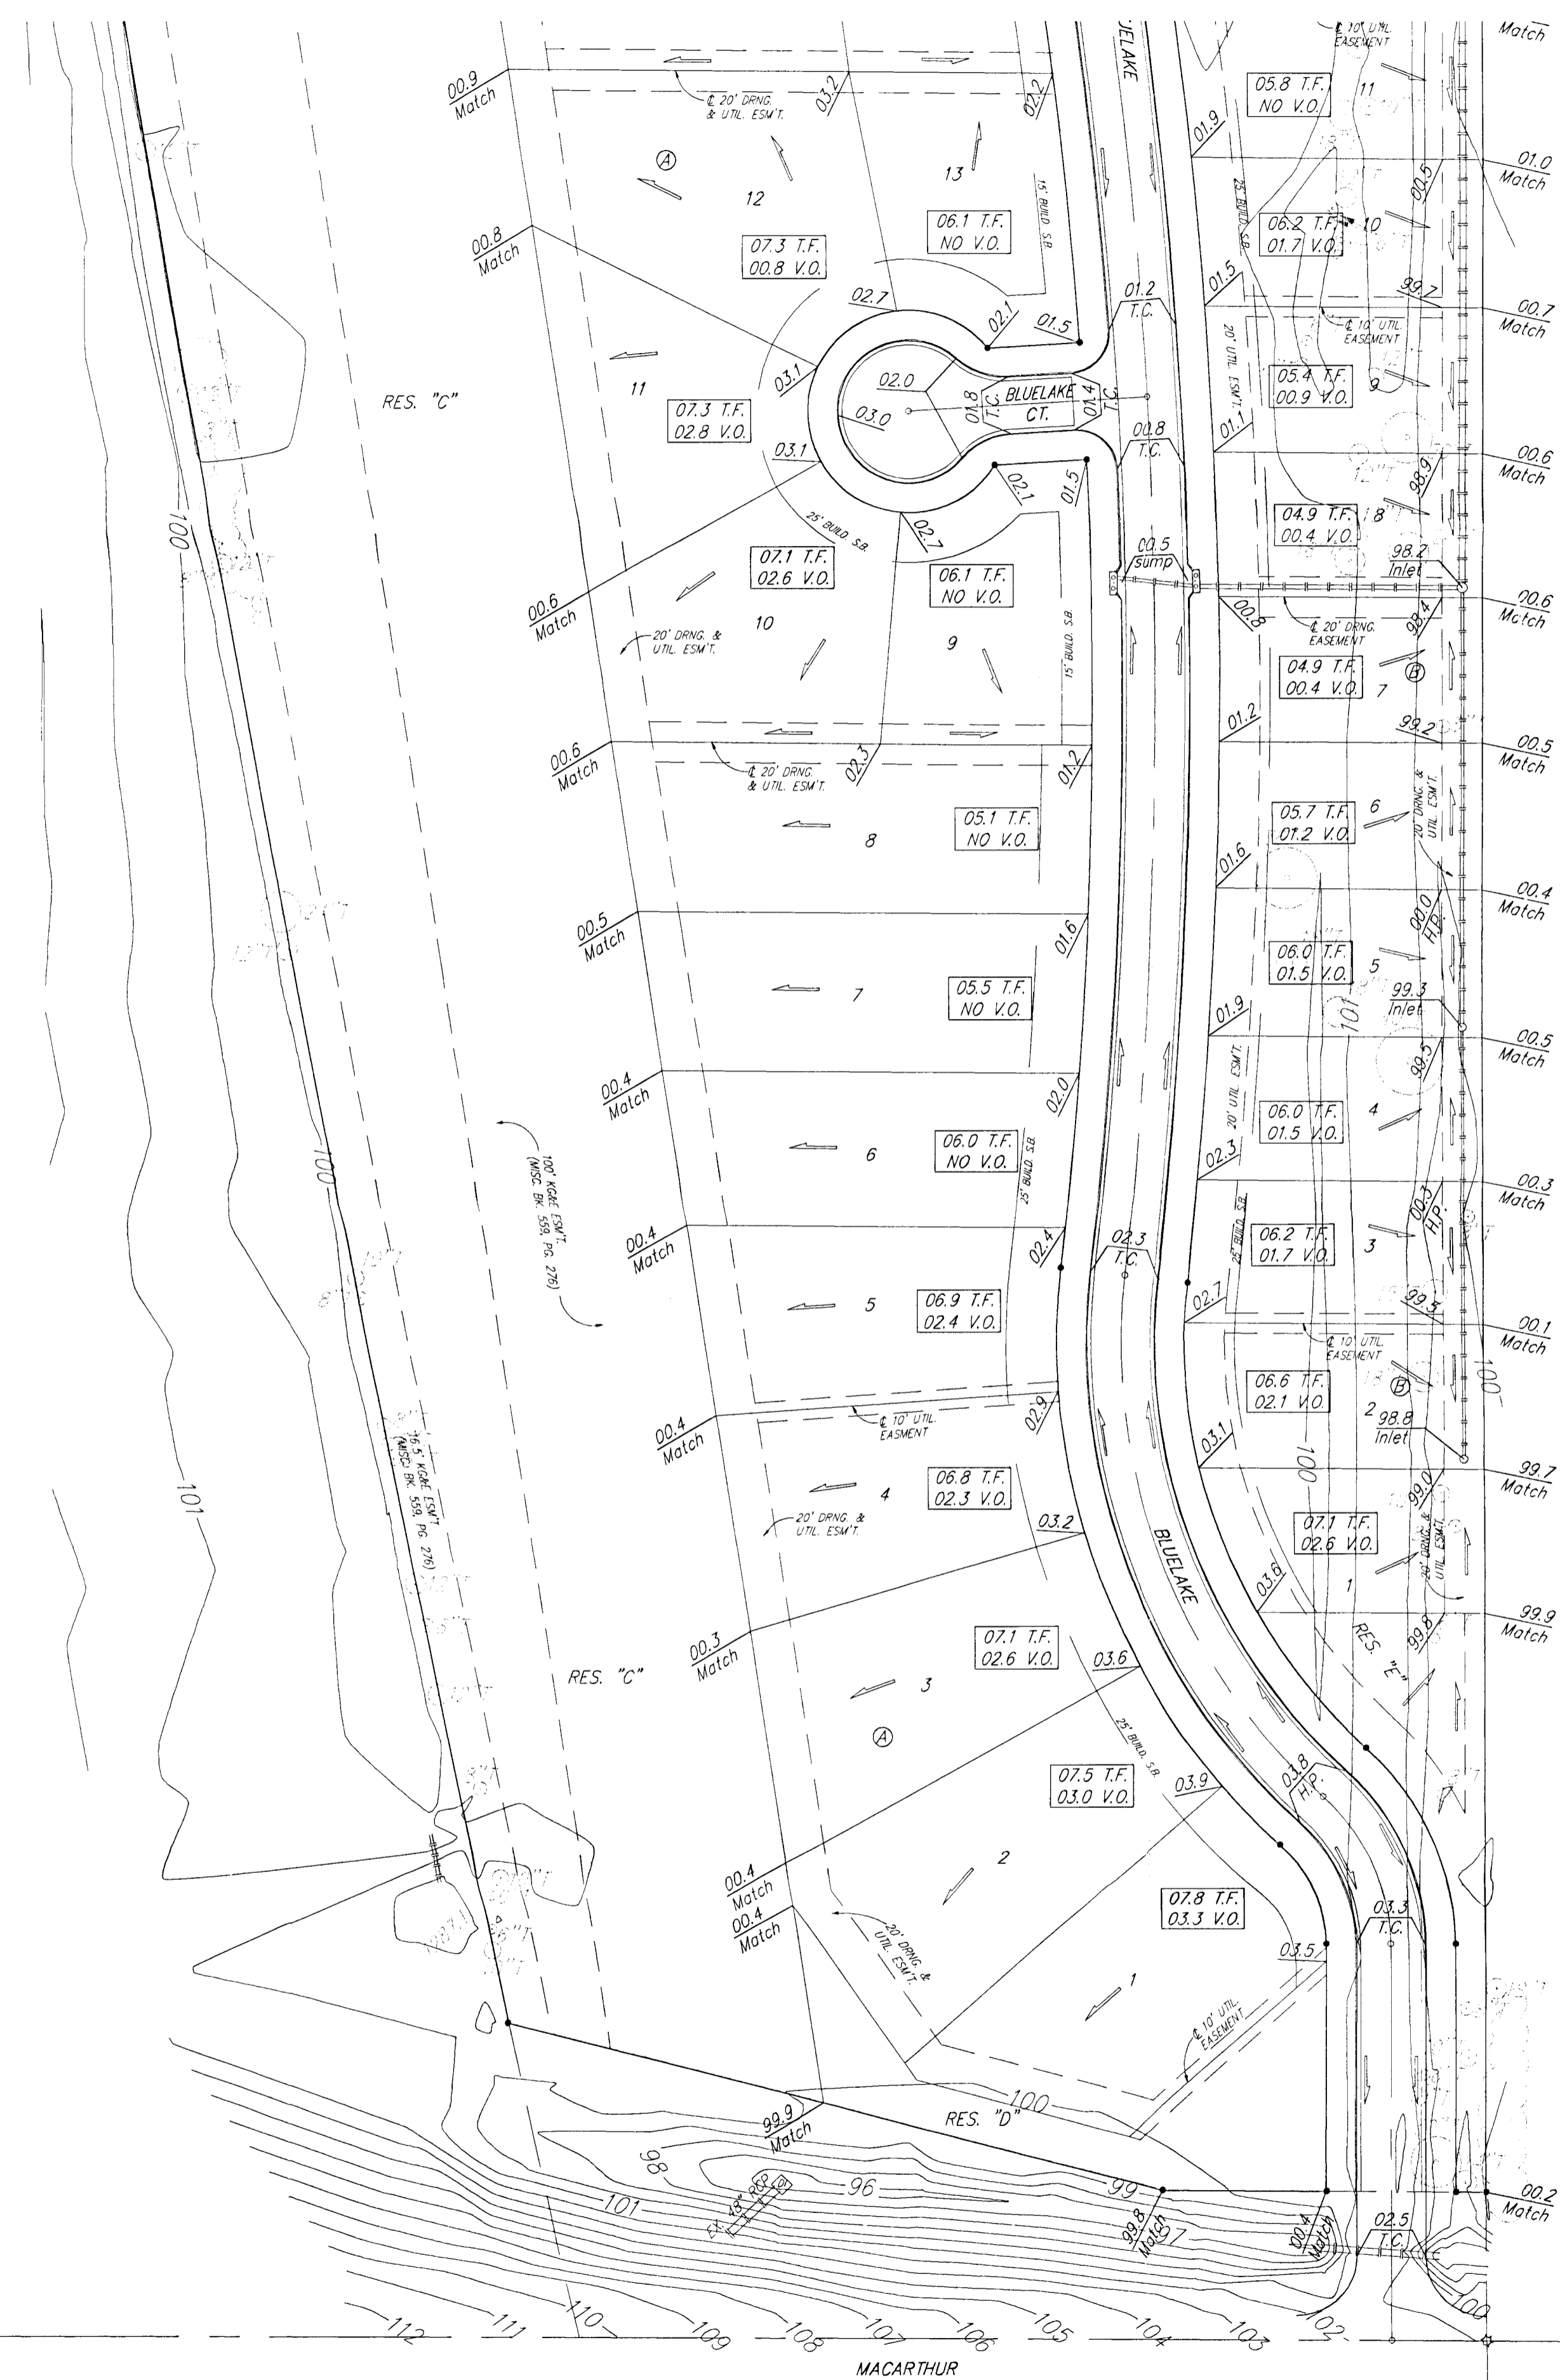 BLUELAKE
℄ 10' UTIL.
EASEMENT
Match
00.9
Match
03.2
02.2
℄ 20' DRNG.
& UTIL. ESM'T.
05.8 T.F.
NO V.O.
11
01.9
01.0
Match
00.5
A
12
13
15' BUILD. S.B.
25' BUILD. S.B.
06.1 T.F.
NO V.O.
06.2 T.F.
01.7 V.O.
10
00.8
Match
07.3 T.F.
00.8 V.O.
02.7
02.1
01.5
01.2
T.C.
01.5
99.7
00.7
Match
℄ 10' UTIL.
EASEMENT
20' UTIL. ESM'T.
11
03.1
02.0
03.0
01.8
T.C.
BLUELAKE
CT.
01.4
T.C.
05.4 T.F.
00.9 V.O.
9
RES. "C"
07.3 T.F.
02.8 V.O.
03.1
00.8
T.C.
01.1
00.6
Match
98.9
02.1
01.5
02.7
25' BUILD. S.B.
04.9 T.F.
00.4 V.O.
8
100
07.1 T.F.
02.6 V.O.
06.1 T.F.
NO V.O.
00.5
sump
98.2
Inlet
00.6
Match
00.6
Match
00.8
98.4
℄ 20' DRNG.
EASEMENT
10
9
20' DRNG. &
UTIL. ESM'T.
15' BUILD. S.B.
04.9 T.F.
00.4 V.O.
7
B
01.2
99.2
00.5
Match
00.6
Match
02.3
01.2
℄ 20' DRNG.
& UTIL. ESM'T.
20' DRNG. &
UTIL. ESM'T.
05.1 T.F.
NO V.O.
8
05.7 T.F.
01.2 V.O.
6
01.6
00.4
Match
00.0
H.P.
00.5
Match
01.6
06.0 T.F.
01.5 V.O.
5
101
05.5 T.F.
NO V.O.
7
99.3
Inlet
01.9
00.5
Match
99.5
00.4
Match
02.0
20' UTIL. ESM'T.
06.0 T.F.
01.5 V.O.
4
06.0 T.F.
NO V.O.
6
25' BUILD. S.B.
100
100' KG&E ESM'T.
(MISC. BK. 559, PG. 276)
02.3
00.3
Match
00.3
H.P.
00.4
Match
02.4
02.3
T.C.
25' BUILD. S.B.
06.2 T.F.
01.7 V.O.
3
06.9 T.F.
02.4 V.O.
5
02.7
99.5
00.1
Match
℄ 10' UTIL.
EASEMENT
100
06.6 T.F.
02.1 V.O.
B
2
98.8
Inlet
00.4
Match
02.9
℄ 10' UTIL.
EASMENT
03.1
100
99.7
Match
99.0
101
16.5' KG&E ESM'T.
(MISC. BK. 559, PG. 276)
06.8 T.F.
02.3 V.O.
4
20' DRNG. &
UTIL. ESM'T.
03.2
BLUELAKE
07.1 T.F.
02.6 V.O.
20' DRNG. &
UTIL. ESM'T.
1
03.6
99.9
Match
99.8
00.3
Match
07.1 T.F.
02.6 V.O.
03.6
RES. "E"
RES. "C"
3
A
25' BUILD. S.B.
07.5 T.F.
03.0 V.O.
03.9
03.8
H.P.
2
00.4
Match
00.4
Match
07.8 T.F.
03.3 V.O.
03.3
T.C.
20' DRNG. &
UTIL. ESM'T.
03.5
1
℄ 10' UTIL.
EASEMENT
100
RES. "D"
99.9
Match
98
96
99
EX. 48" RCP
101
99.8
Match
97
00.4
Match
02.5
T.C.
00.2
Match
100
112
111
110
109
108
107
106
105
104
103
102
MACARTHUR